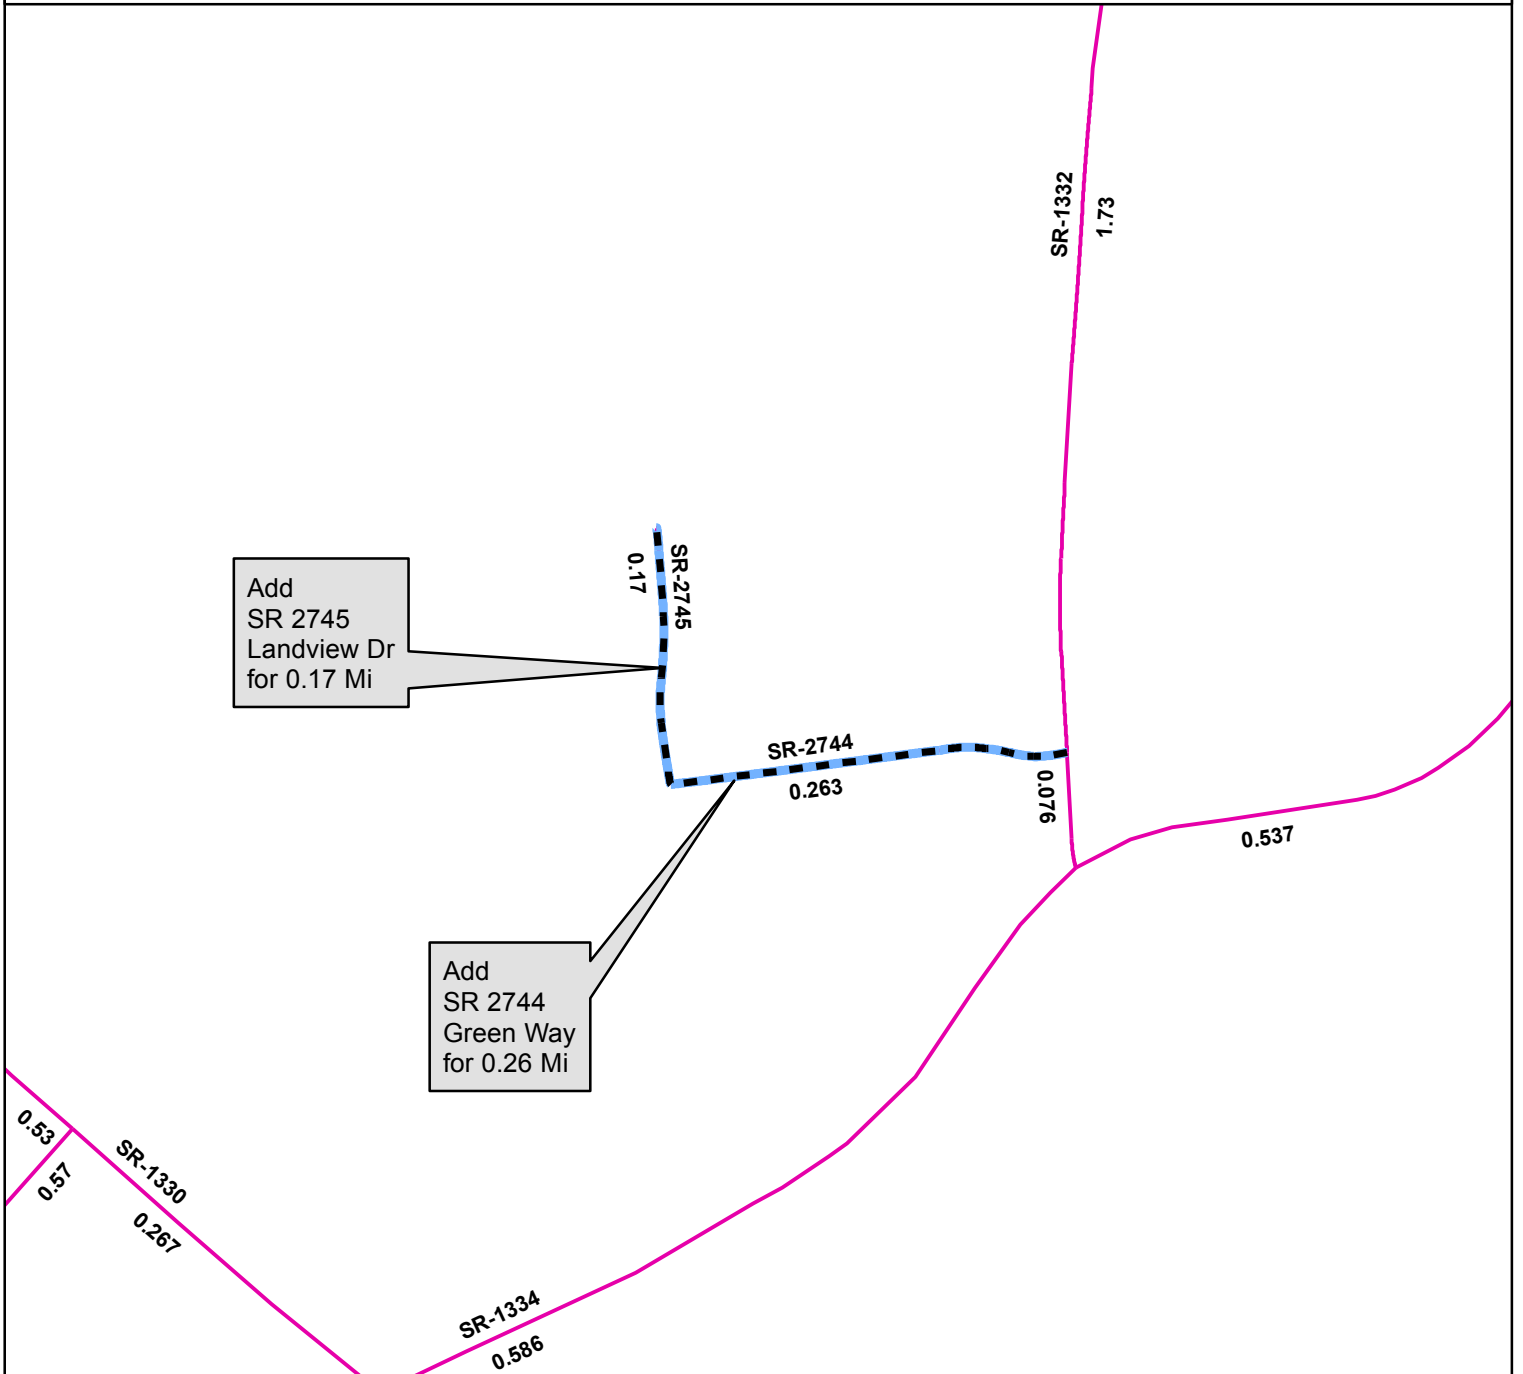 SR-1332
1.73
SR-2745
0.17
Add
SR 2745
Landview Dr
for 0.17 Mi
SR-2744
0.263
0.076
0.537
Add
SR 2744
Green Way
for 0.26 Mi
0.53
0.57
SR-1330
0.267
SR-1334
0.586